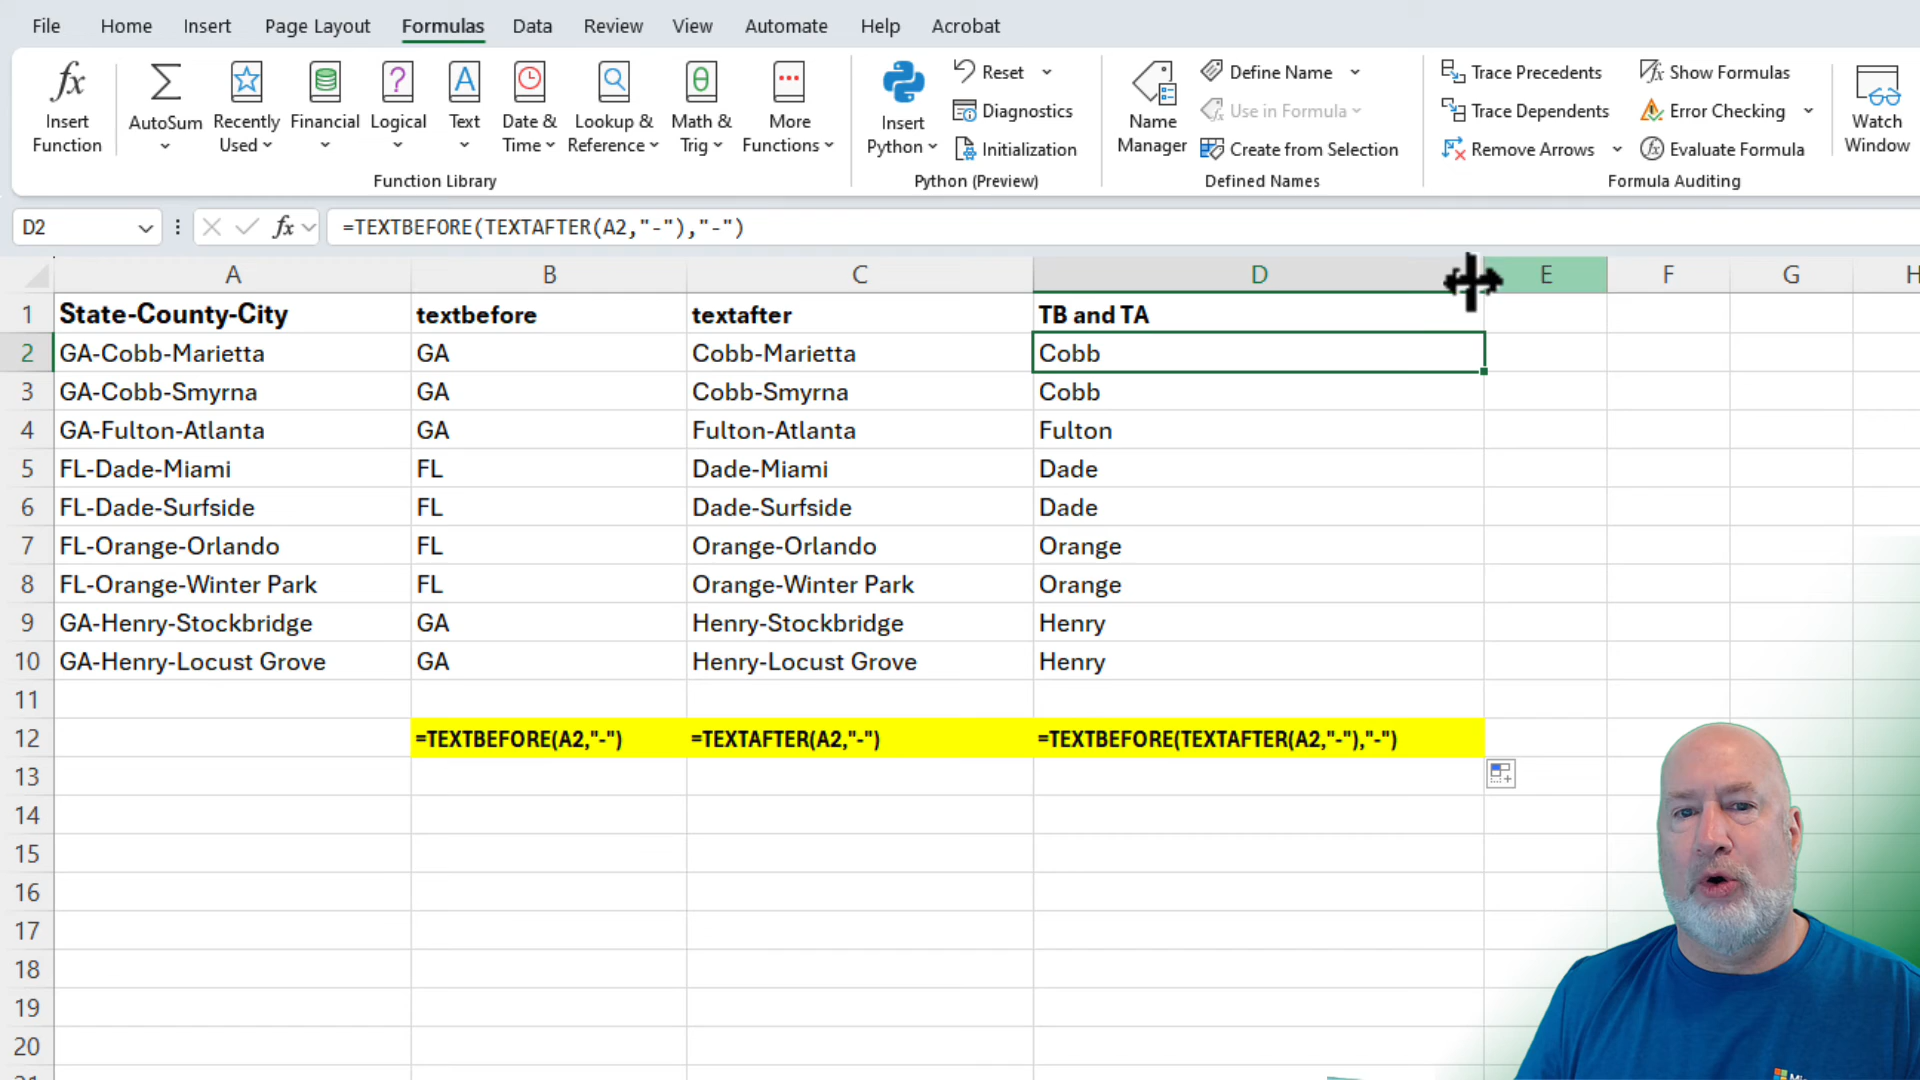 File Home Insert Page Layout Formulas Data Review View Automate Help Acrobat
Insert Function
AutoSum
Recently Used
Financial
Logical
Text
Date & Time
Lookup & Reference
Math & Trig
More Functions
Function Library
Insert Python
Reset
Diagnostics
Initialization
Python (Preview)
Name Manager
Define Name
Use in Formula
Create from Selection
Defined Names
Trace Precedents
Trace Dependents
Remove Arrows
Show Formulas
Error Checking
Evaluate Formula
Formula Auditing
Watch Window
D2 fx =TEXTBEFORE(TEXTAFTER(A2,"-"),"-")
A B C D E F G H
1 State-County-City textbefore textafter TB and TA
2 GA-Cobb-Marietta GA Cobb-Marietta Cobb
3 GA-Cobb-Smyrna GA Cobb-Smyrna Cobb
4 GA-Fulton-Atlanta GA Fulton-Atlanta Fulton
5 FL-Dade-Miami FL Dade-Miami Dade
6 FL-Dade-Surfside FL Dade-Surfside Dade
7 FL-Orange-Orlando FL Orange-Orlando Orange
8 FL-Orange-Winter Park FL Orange-Winter Park Orange
9 GA-Henry-Stockbridge GA Henry-Stockbridge Henry
10 GA-Henry-Locust Grove GA Henry-Locust Grove Henry
11
12 =TEXTBEFORE(A2,"-") =TEXTAFTER(A2,"-") =TEXTBEFORE(TEXTAFTER(A2,"-"),"-")
13
14
15
16
17
18
19
20